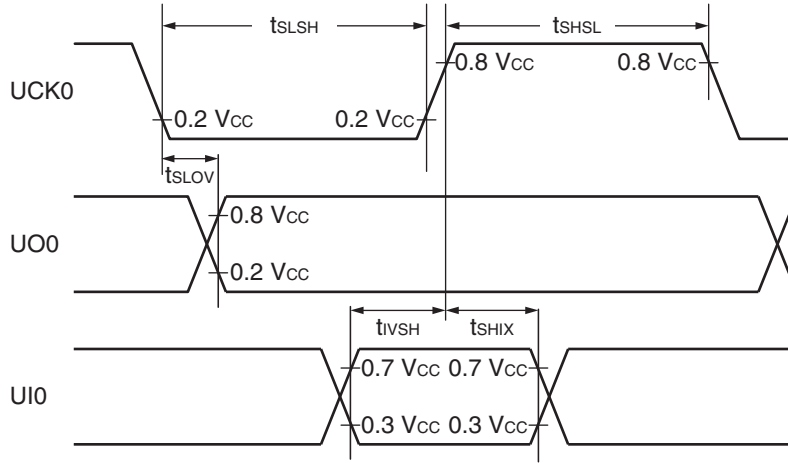 tSLSH tSHSL
UCK0 0.8 VCC 0.8 VCC
0.2 VCC 0.2 VCC
tSLOV
UO0 0.8 VCC
0.2 VCC
tIVSH tSHIX
0.7 VCC 0.7 VCC
UI0
0.3 VCC 0.3 VCC